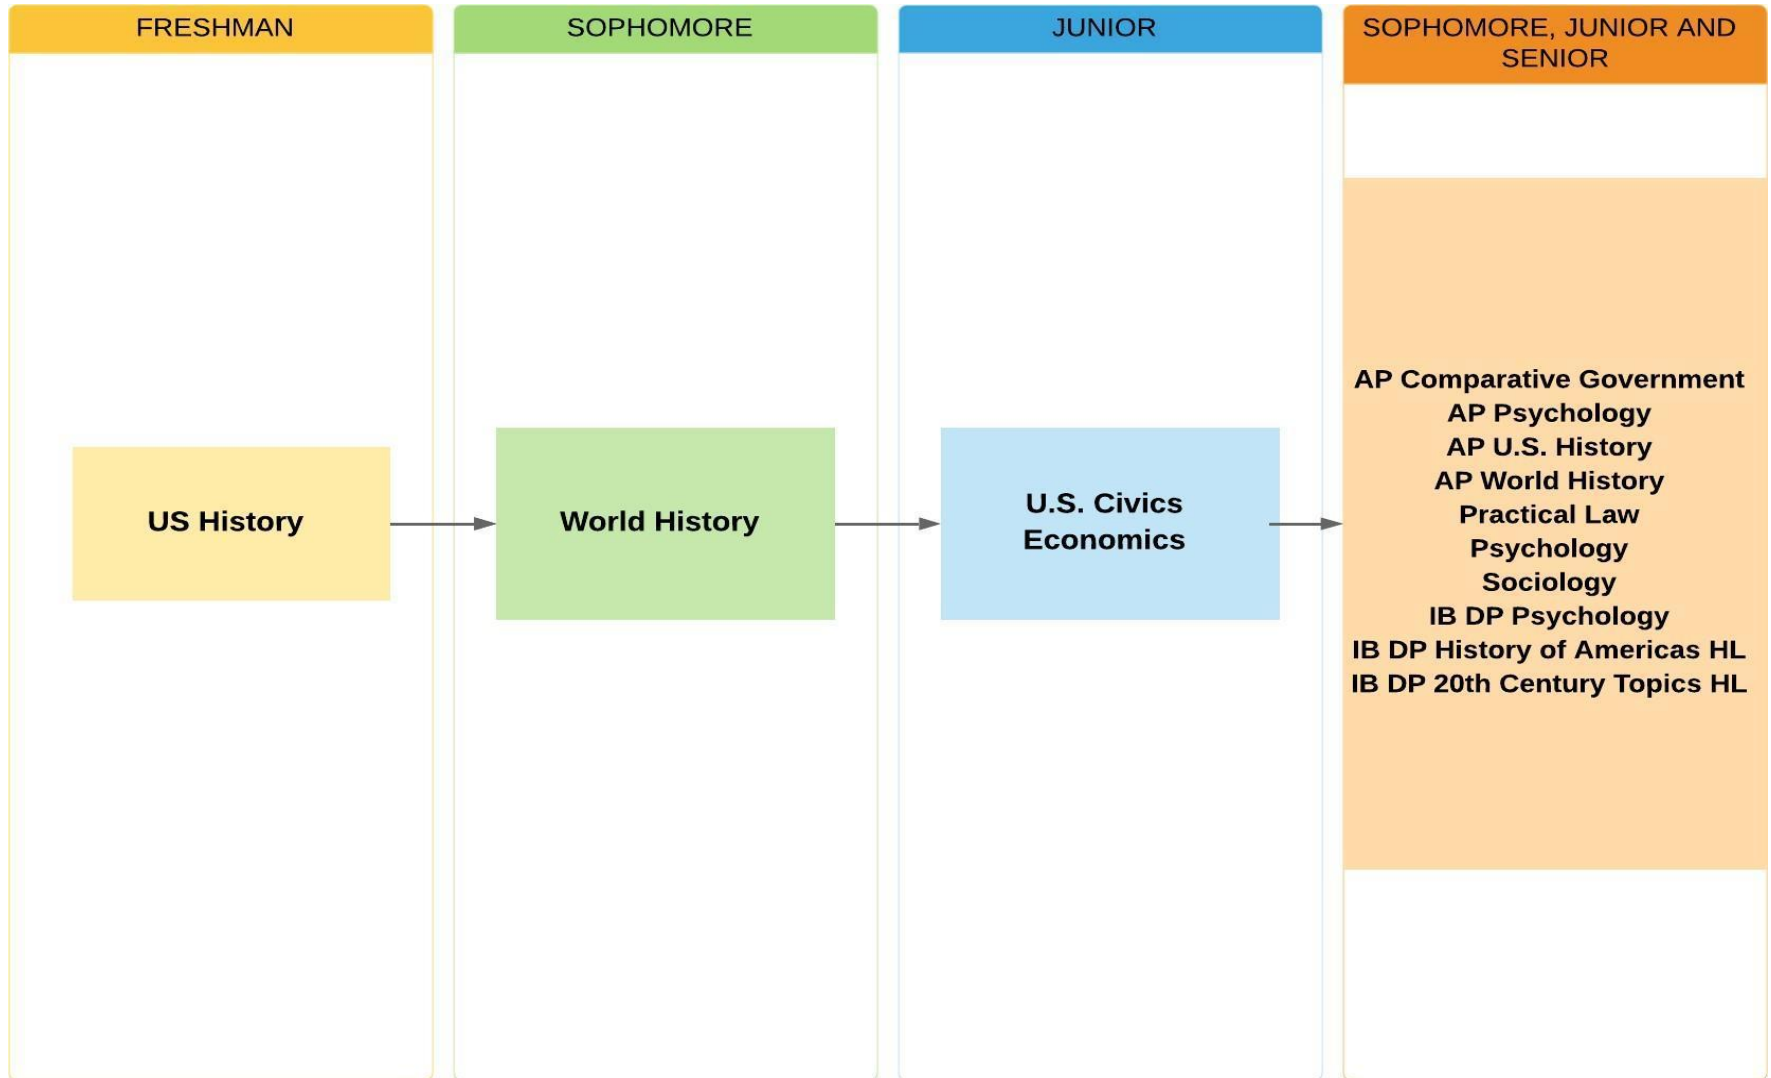 FRESHMAN
SOPHOMORE
JUNIOR
SOPHOMORE, JUNIOR AND
SENIOR
US History
World History
U.S. Civics
Economics
AP Comparative Government
AP Psychology
AP U.S. History
AP World History
Practical Law
Psychology
Sociology
IB DP Psychology
IB DP History of Americas HL
IB DP 20th Century Topics HL